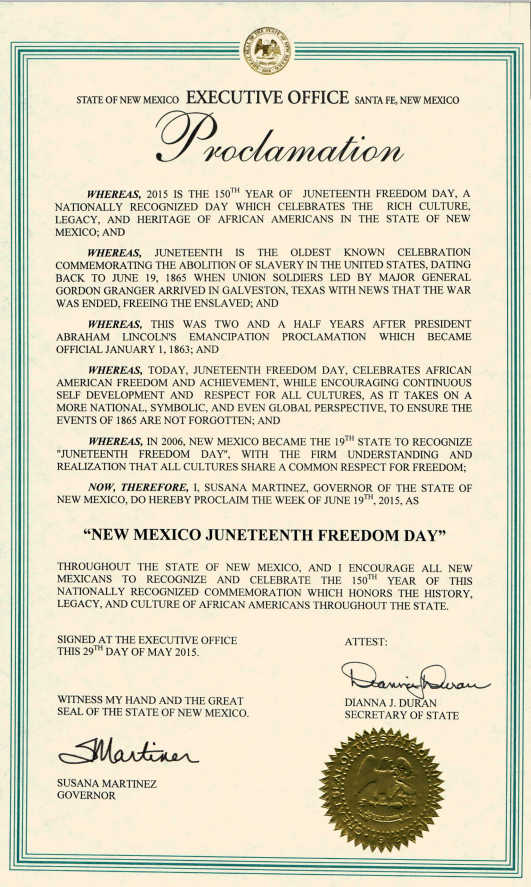 STATE OF NEW MEXICO EXECUTIVE OFFICE SANTA FE, NEW MEXICO
Proclamation
WHEREAS, 2015 IS THE 150TH YEAR OF JUNETEENTH FREEDOM DAY, A
NATIONALLY RECOGNIZED DAY WHICH CELEBRATES THE RICH CULTURE,
LEGACY, AND HERITAGE OF AFRICAN AMERICANS IN THE STATE OF NEW
MEXICO; AND
WHEREAS, JUNETEENTH IS THE OLDEST KNOWN CELEBRATION
COMMEMORATING THE ABOLITION OF SLAVERY IN THE UNITED STATES, DATING
BACK TO JUNE 19, 1865 WHEN UNION SOLDIERS LED BY MAJOR GENERAL
GORDON GRANGER ARRIVED IN GALVESTON, TEXAS WITH NEWS THAT THE WAR
WAS ENDED, FREEING THE ENSLAVED; AND
WHEREAS, THIS WAS TWO AND A HALF YEARS AFTER PRESIDENT
ABRAHAM LINCOLN'S EMANCIPATION PROCLAMATION WHICH BECAME
OFFICIAL JANUARY 1, 1863; AND
WHEREAS, TODAY, JUNETEENTH FREEDOM DAY, CELEBRATES AFRICAN
AMERICAN FREEDOM AND ACHIEVEMENT, WHILE ENCOURAGING CONTINUOUS
SELF DEVELOPMENT AND RESPECT FOR ALL CULTURES, AS IT TAKES ON A
MORE NATIONAL, SYMBOLIC, AND EVEN GLOBAL PERSPECTIVE, TO ENSURE THE
EVENTS OF 1865 ARE NOT FORGOTTEN; AND
WHEREAS, IN 2006, NEW MEXICO BECAME THE 19TH STATE TO RECOGNIZE
"JUNETEENTH FREEDOM DAY", WITH THE FIRM UNDERSTANDING AND
REALIZATION THAT ALL CULTURES SHARE A COMMON RESPECT FOR FREEDOM;
NOW, THEREFORE, I, SUSANA MARTINEZ, GOVERNOR OF THE STATE OF
NEW MEXICO, DO HEREBY PROCLAIM THE WEEK OF JUNE 19TH, 2015, AS
“NEW MEXICO JUNETEENTH FREEDOM DAY”
THROUGHOUT THE STATE OF NEW MEXICO, AND I ENCOURAGE ALL NEW
MEXICANS TO RECOGNIZE AND CELEBRATE THE 150TH YEAR OF THIS
NATIONALLY RECOGNIZED COMMEMORATION WHICH HONORS THE HISTORY,
LEGACY, AND CULTURE OF AFRICAN AMERICANS THROUGHOUT THE STATE.
SIGNED AT THE EXECUTIVE OFFICE
THIS 29TH DAY OF MAY 2015.
WITNESS MY HAND AND THE GREAT
SEAL OF THE STATE OF NEW MEXICO.
SMartinez
SUSANA MARTINEZ
GOVERNOR
ATTEST:
Dianna J Duran
DIANNA J. DURAN
SECRETARY OF STATE